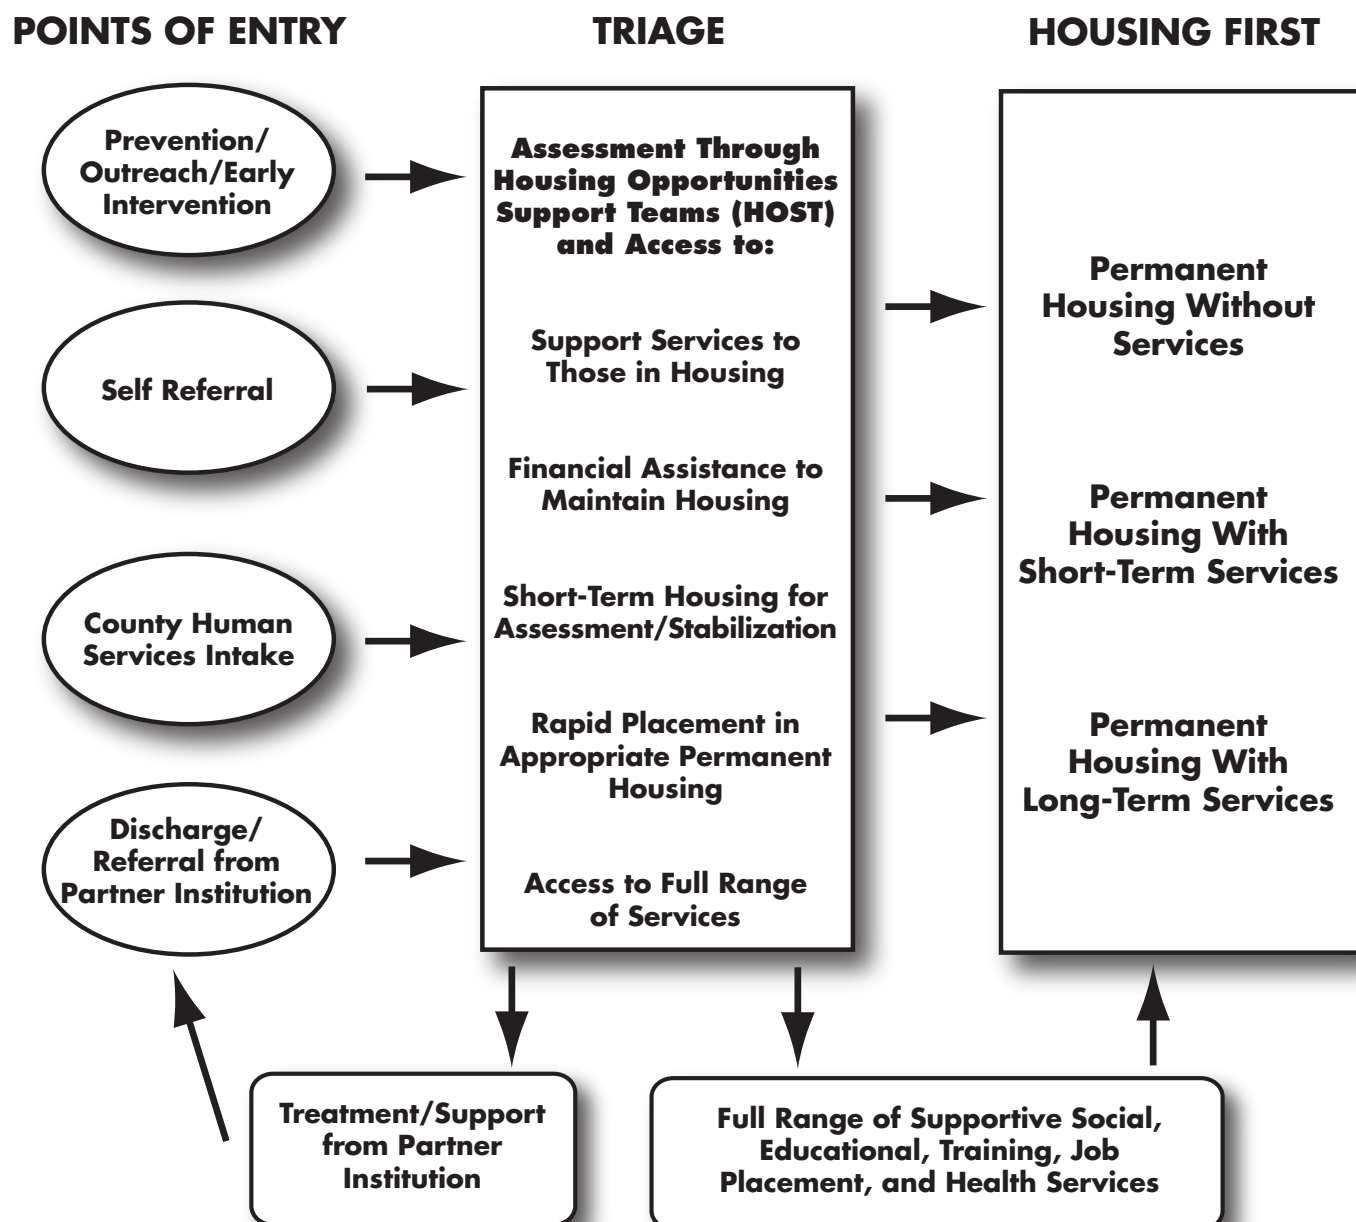 POINTS OF ENTRY
TRIAGE
HOUSING FIRST
Prevention/
Outreach/Early
Intervention
Self Referral
County Human
Services Intake
Discharge/
Referral from
Partner Institution
Assessment Through
Housing Opportunities
Support Teams (HOST)
and Access to:
Support Services to
Those in Housing
Financial Assistance to
Maintain Housing
Short-Term Housing for
Assessment/Stabilization
Rapid Placement in
Appropriate Permanent
Housing
Access to Full Range
of Services
Permanent
Housing Without
Services
Permanent
Housing With
Short-Term Services
Permanent
Housing With
Long-Term Services
Treatment/Support
from Partner
Institution
Full Range of Supportive Social,
Educational, Training, Job
Placement, and Health Services